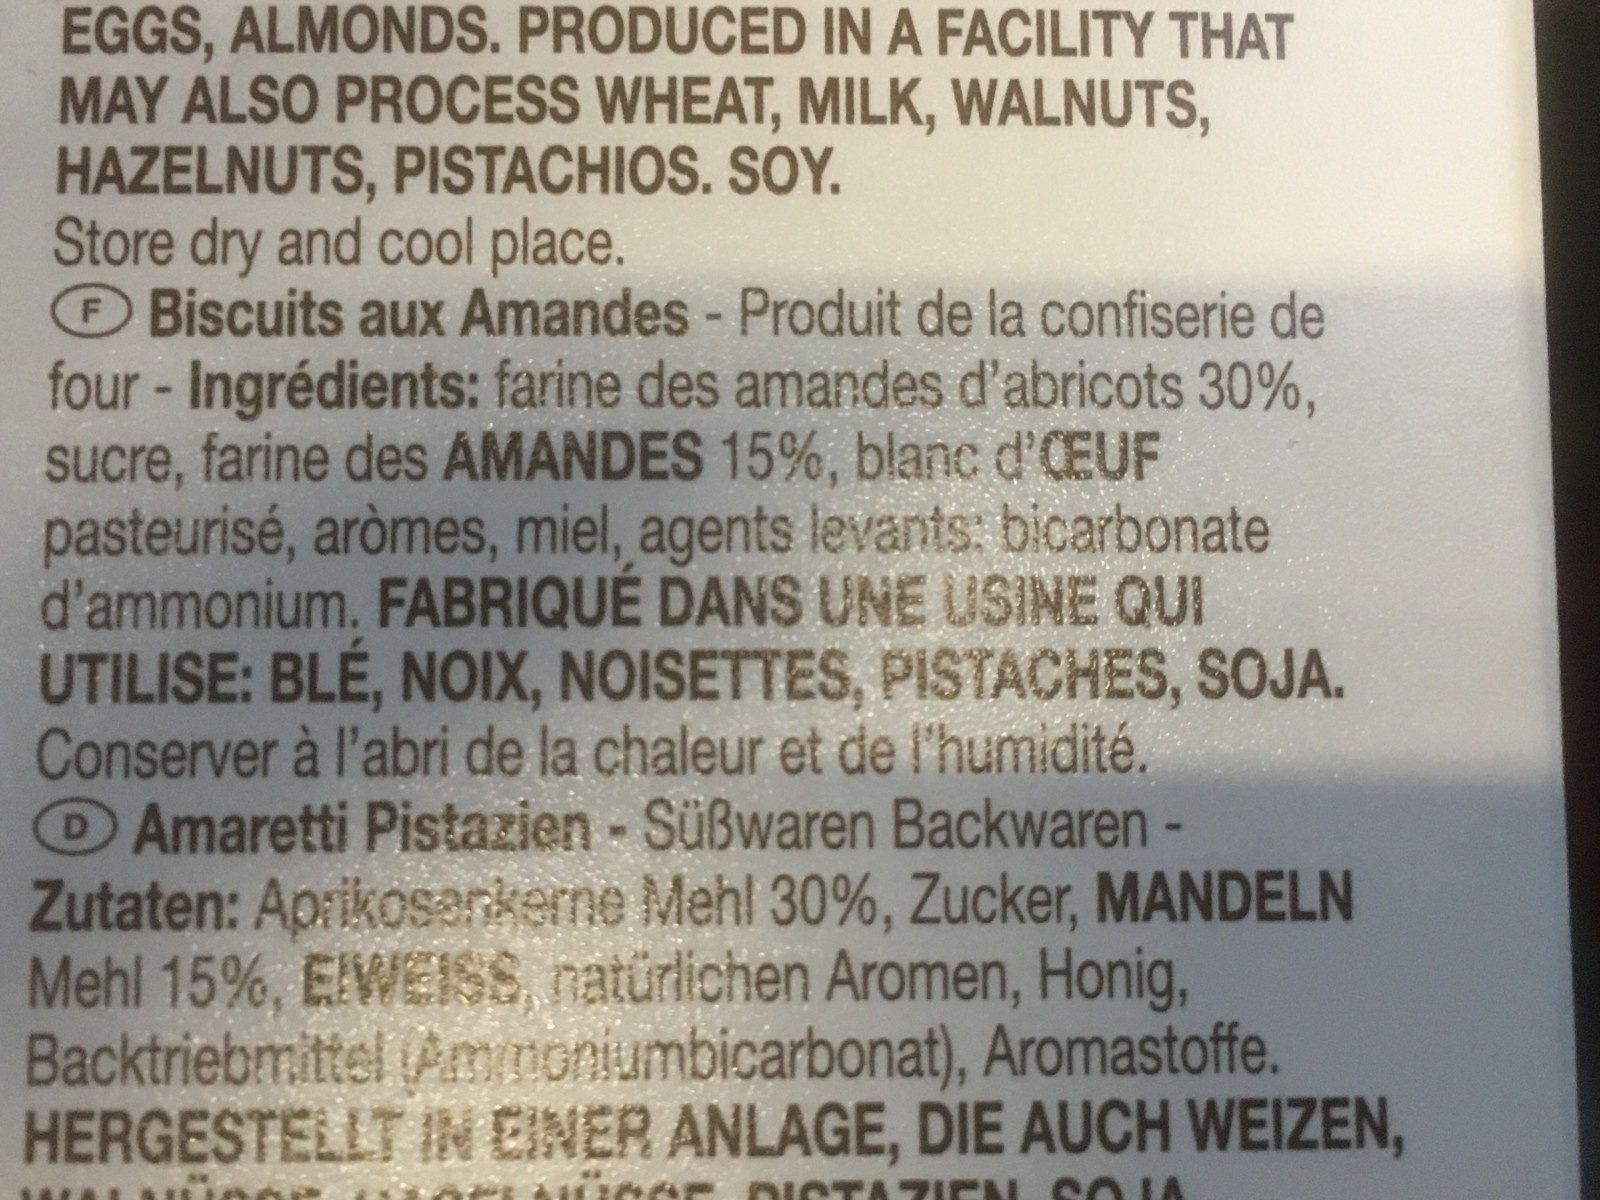 EGGS, ALMONDS. PRODUCED IN A FACILITY THAT
MAY ALSO PROCESS WHEAT, MILK, WALNUTS,
HAZELNUTS, PISTACHIOS. SOY.
Store dry and cool place.
F Biscuits aux Amandes - Produit de la confiserie de
four - Ingrédients: farine des amandes d'abricots 30%,
sucre, farine des AMANDES 15%, blanc d'ŒUF
pasteurisé, aròmes, miel, agents levants: bicarbonate
d'ammonium. FABRIQUÉ DANS UNE USINE QUI
UTILISE: BLÉ, NOIX, NOISETTES, PISTACHES, SOJA.
Conserver à l'abri de la chaleur et de l'humidité.
D Amaretti Pistazien - Süßwaren Backwaren -
Zutaten: Aprikosenkerne Mehl 30%, Zucker, MANDELN
Mehl 15%, EIWEISS, natürlichen Aromen, Honig,
Backtriebmittel (Ammoniumbicarbonat), Aromastoffe.
HERGESTELLT IN EINER ANLAGE, DIE AUCH WEIZEN,
WALNÜSSE, HASELNÜSSE, PISTAZIEN, SOJA